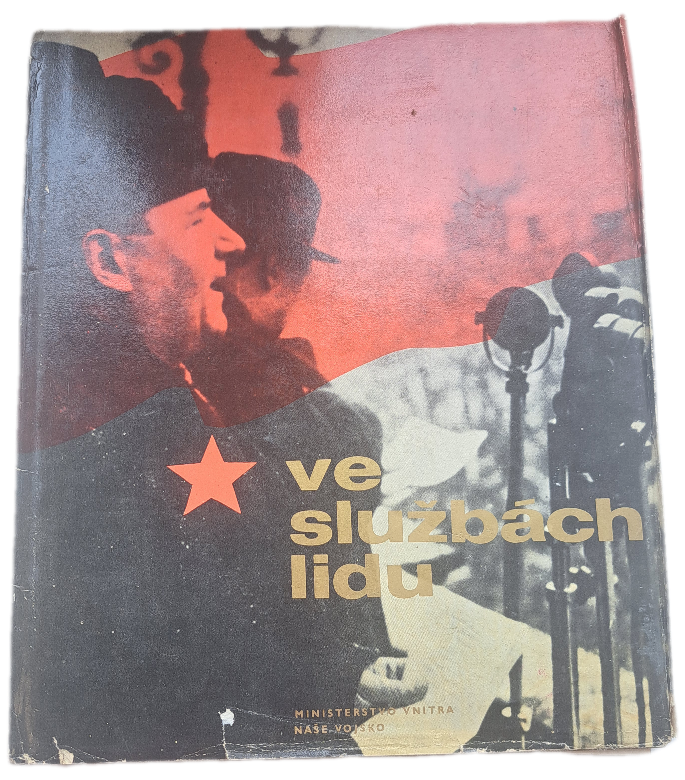 ve
službách
lidu
MINISTERSTVO VNITRA
NAŠE VOJSKO